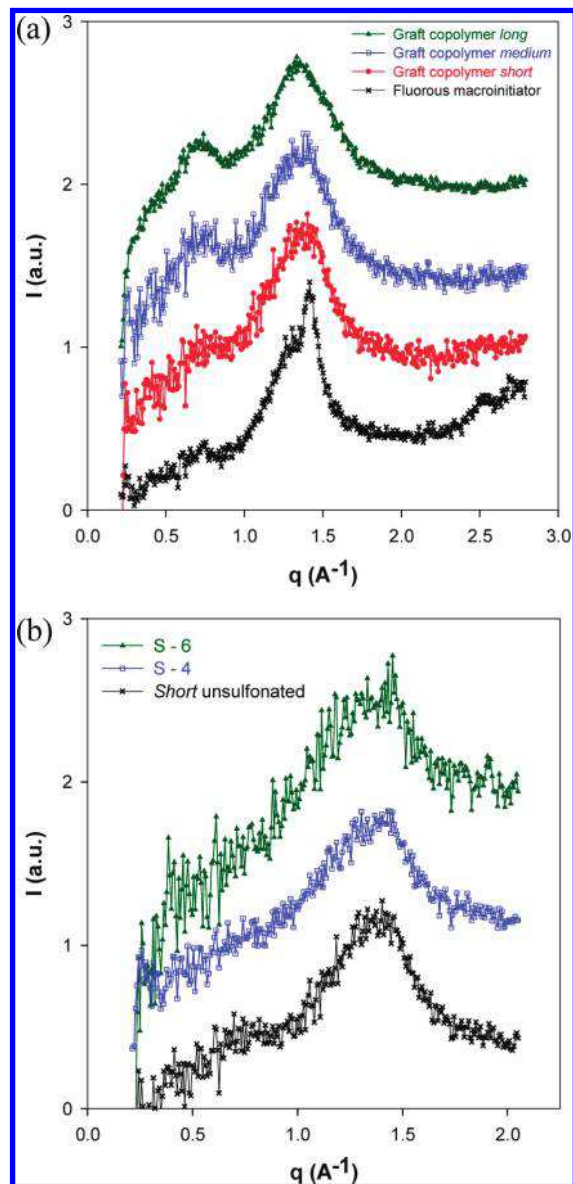 (a)
3
Graft copolymer long
Graft copolymer medium
Graft copolymer short
Fluorous macroinitiator
2
I (a.u.)
1
0
0.0 0.5 1.0 1.5 2.0 2.5 3.0
q (A⁻¹)
(b)
3
S - 6
S - 4
Short unsulfonated
2
I (a.u.)
1
0
0.0 0.5 1.0 1.5 2.0
q (A⁻¹)